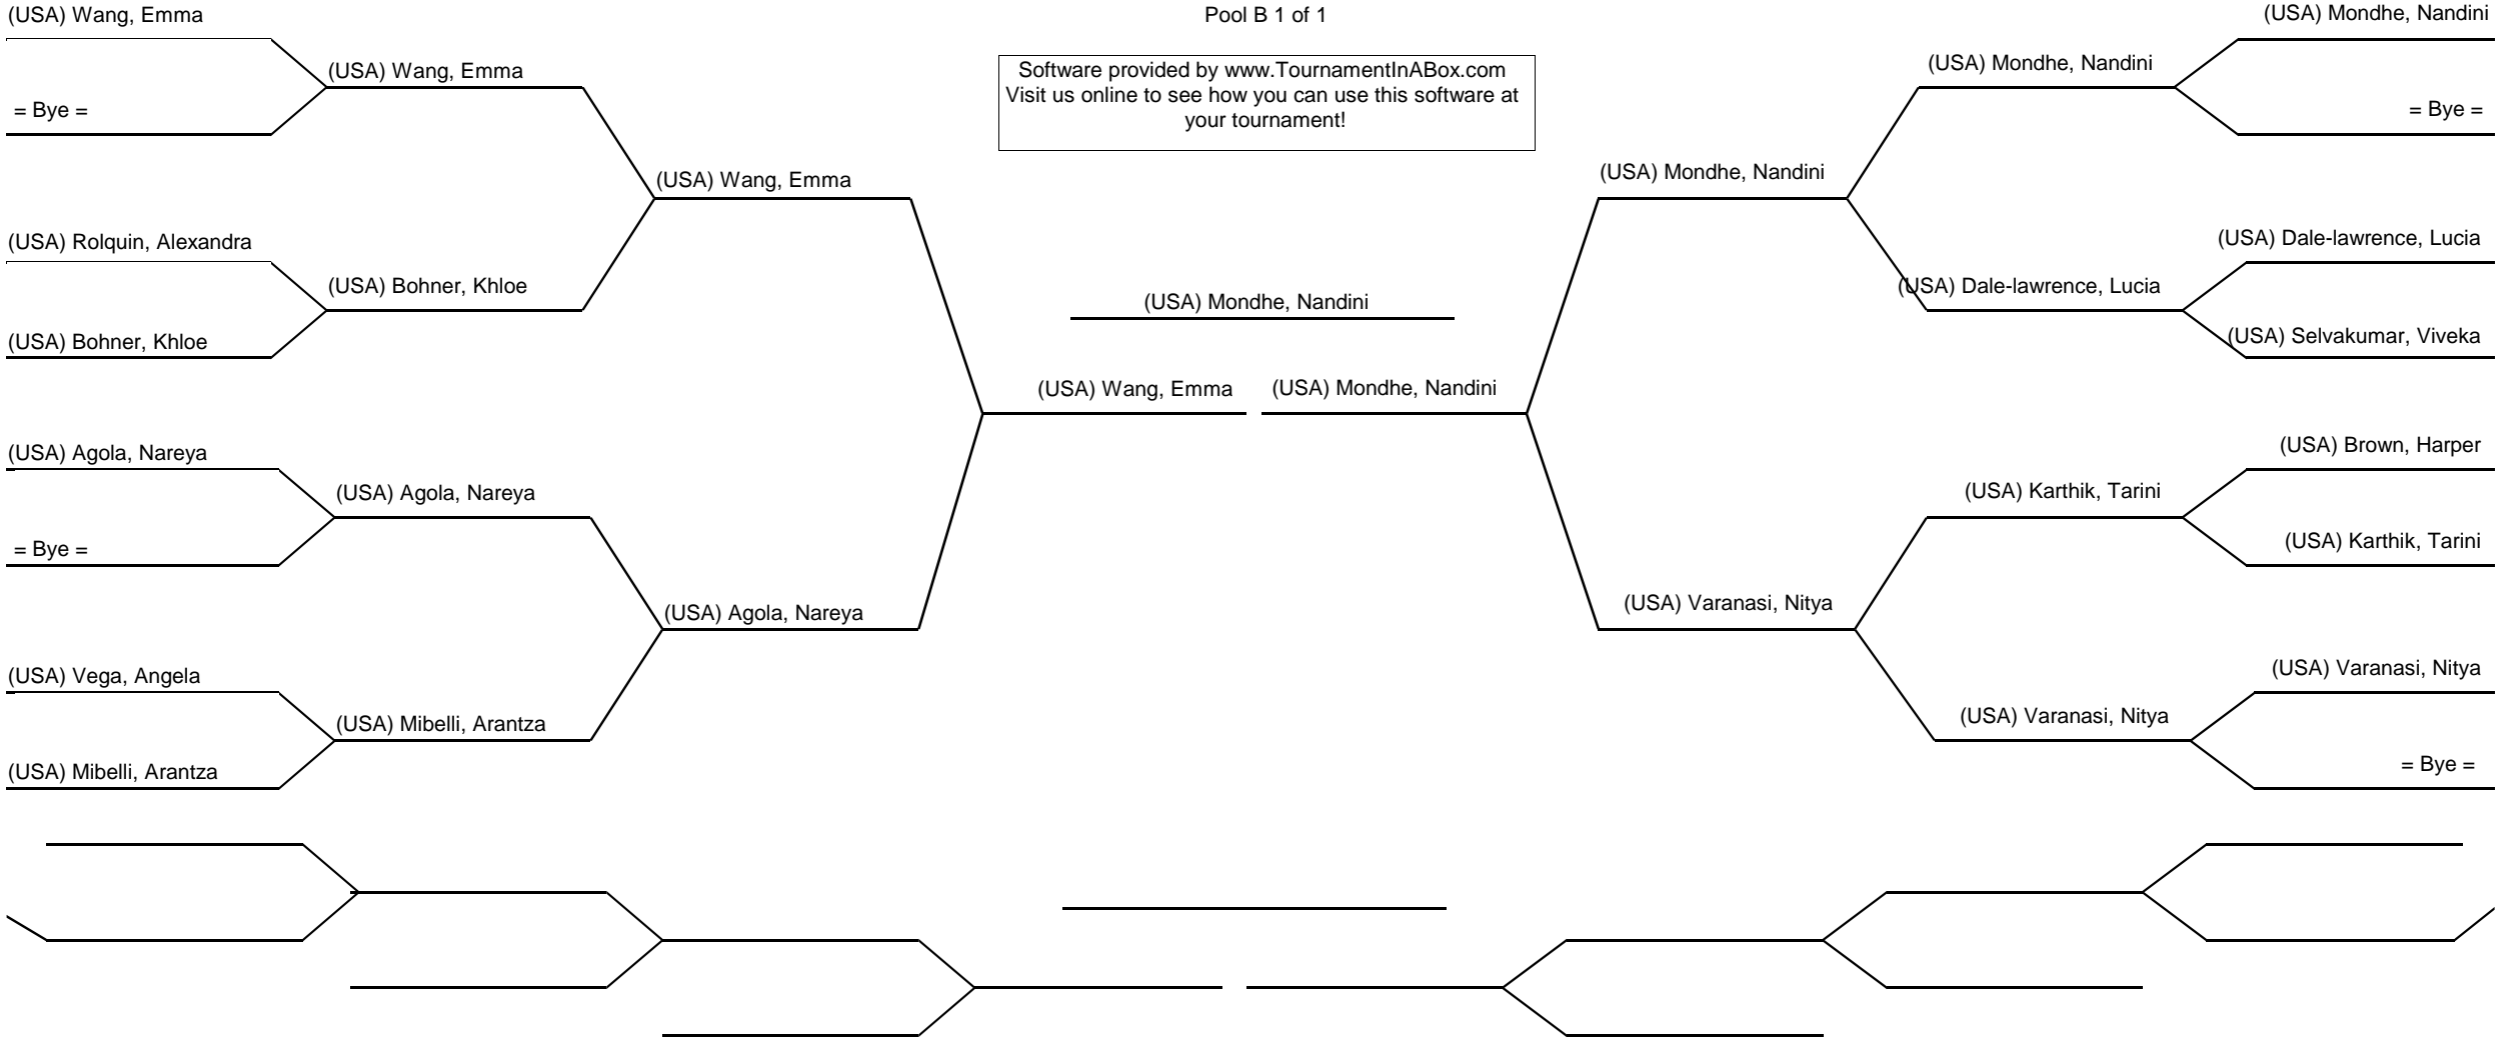 (USA) Wang, Emma
= Bye =
(USA) Rolquin, Alexandra
(USA) Bohner, Khloe
(USA) Agola, Nareya
= Bye =
(USA) Vega, Angela
(USA) Mibelli, Arantza
(USA) Wang, Emma
(USA) Bohner, Khloe
(USA) Agola, Nareya
(USA) Mibelli, Arantza
(USA) Wang, Emma
(USA) Agola, Nareya
Pool B 1 of 1
Software provided by www.TournamentInABox.com
Visit us online to see how you can use this software at
your tournament!
(USA) Mondhe, Nandini
(USA) Wang, Emma
(USA) Mondhe, Nandini
(USA) Mondhe, Nandini
(USA) Varanasi, Nitya
(USA) Mondhe, Nandini
(USA) Dale-lawrence, Lucia
(USA) Karthik, Tarini
(USA) Varanasi, Nitya
(USA) Mondhe, Nandini
= Bye =
(USA) Dale-lawrence, Lucia
(USA) Selvakumar, Viveka
(USA) Brown, Harper
(USA) Karthik, Tarini
(USA) Varanasi, Nitya
= Bye =